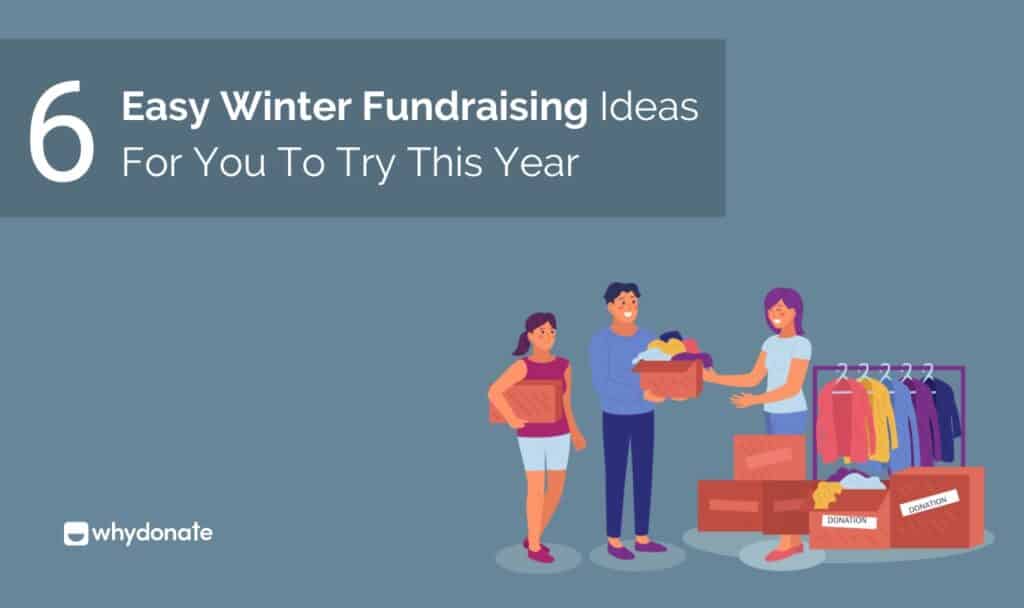 6
Easy Winter Fundraising Ideas
For You To Try This Year
DONATION
DONATION
whydonate